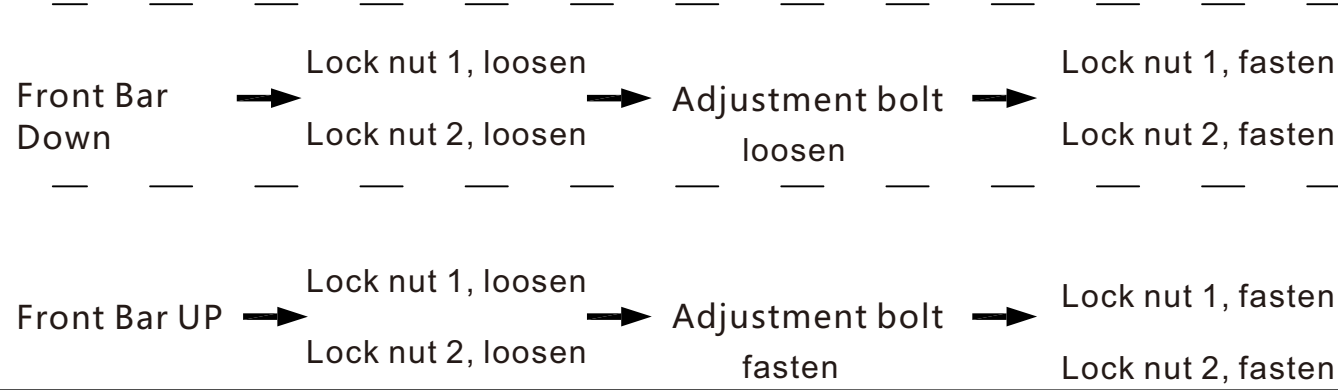 Front Bar
Down
Lock nut 1, loosen
Lock nut 2, loosen
Adjustment bolt
loosen
Lock nut 1, fasten
Lock nut 2, fasten
Front Bar UP
Lock nut 1, loosen
Lock nut 2, loosen
Adjustment bolt
fasten
Lock nut 1, fasten
Lock nut 2, fasten